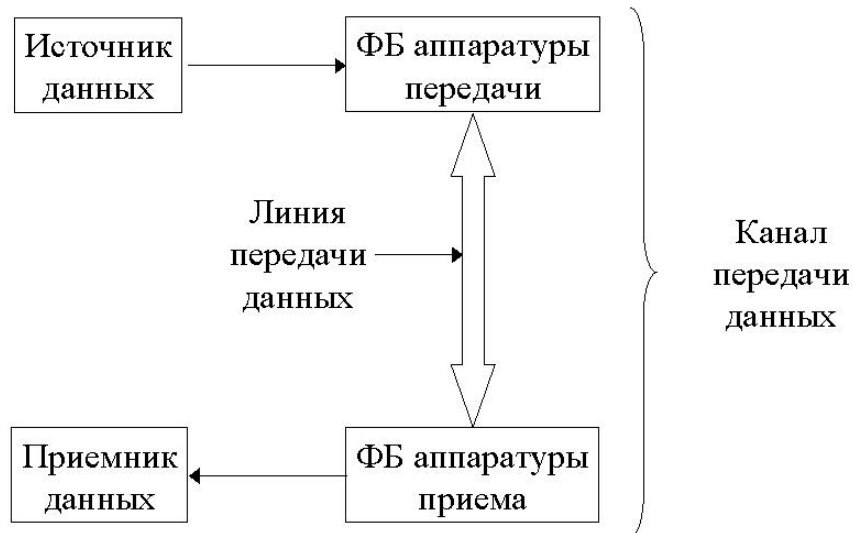 Источник
данных
ФБ аппаратуры
передачи
Линия
передачи
данных
Канал
передачи
данных
Приемник
данных
ФБ аппаратуры
приема